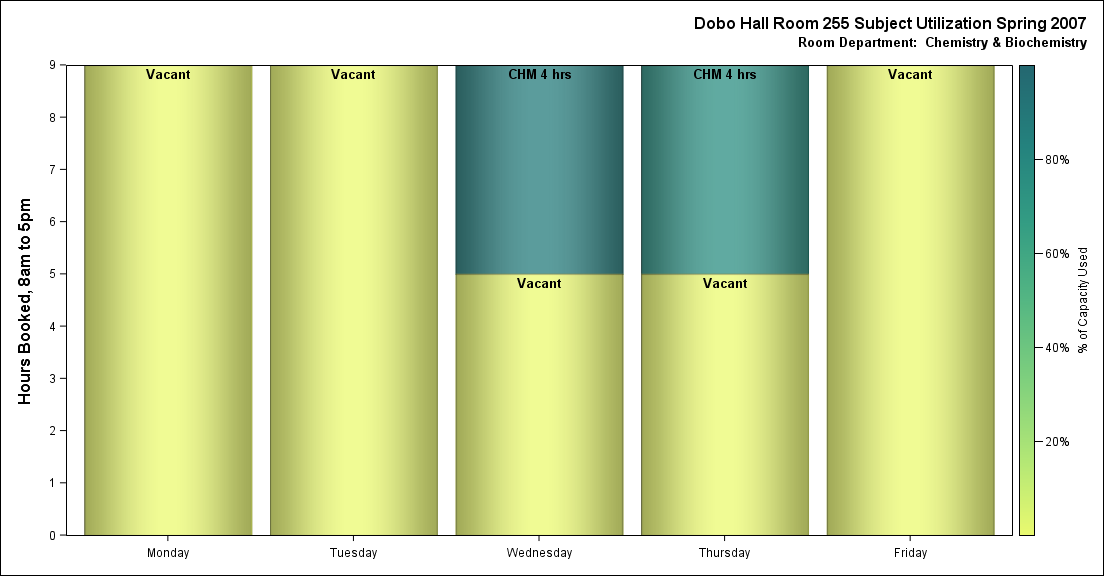 Dobo Hall Room 255 Subject Utilization Spring 2007
Room Department:  Chemistry & Biochemistry
Hours Booked, 8am to 5pm
9
8
7
6
5
4
3
2
1
0
Vacant
Vacant
CHM 4 hrs
CHM 4 hrs
Vacant
Vacant
Vacant
Monday
Tuesday
Wednesday
Thursday
Friday
80%
60%
40%
20%
% of Capacity Used